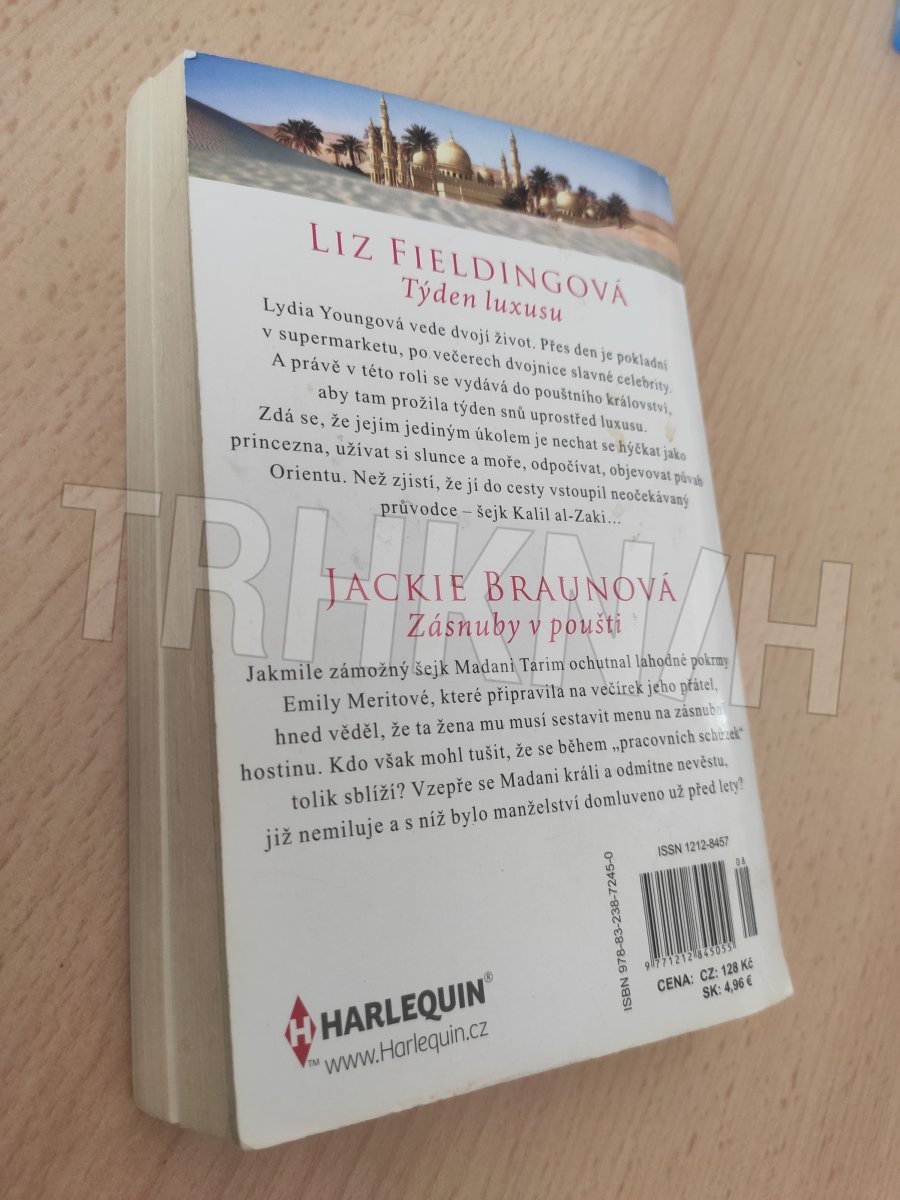 LIZ FIELDINGOVÁ
Týden luxusu
Lydia Youngová vede dvojí život. Přes den je pokladní
v supermarketu, po večerech dvojnice slavné celebrity.
A právě v této roli se vydává do pouštního království,
aby tam prožila týden snů uprostřed luxusu.
Zdá se, že jejím jediným úkolem je nechat se hýčkat jako
princezna, užívat si slunce a moře, odpočívat, objevovat půvab
Orientu. Než zjistí, že jí do cesty vstoupil neočekávaný
průvodce – šejk Kalil al-Zaki...
TRHKNIH
JACKIE BRAUNOVÁ
Zásnuby v poušti
Jakmile zámožný šejk Madani Tarim ochutnal lahodné pokrmy
Emily Meritové, které připravila na večírek jeho přátel,
hned věděl, že ta žena mu musí sestavit menu na zásnubní
hostinu. Kdo však mohl tušit, že se během „pracovních schůzek“
tolik sblíží? Vzepře se Madani králi a odmítne nevěstu,
již nemiluje a s níž bylo manželství domluveno už před lety?
ISSN 1212-8457
08
ISBN 978-83-238-7245-0
9 771212 845055
CENA: CZ: 128 Kč
SK: 4,96 €
H HARLEQUIN®
™ www.Harlequin.cz